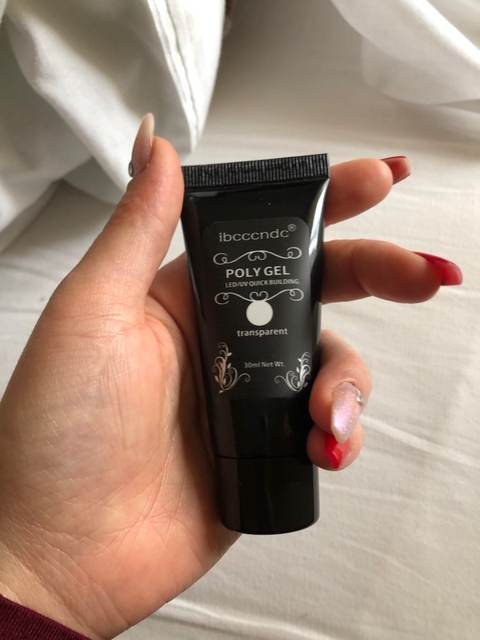 ibcccndc®
POLY GEL
LED/UV QUICK BUILDING
transparent
30ml Net Wt.